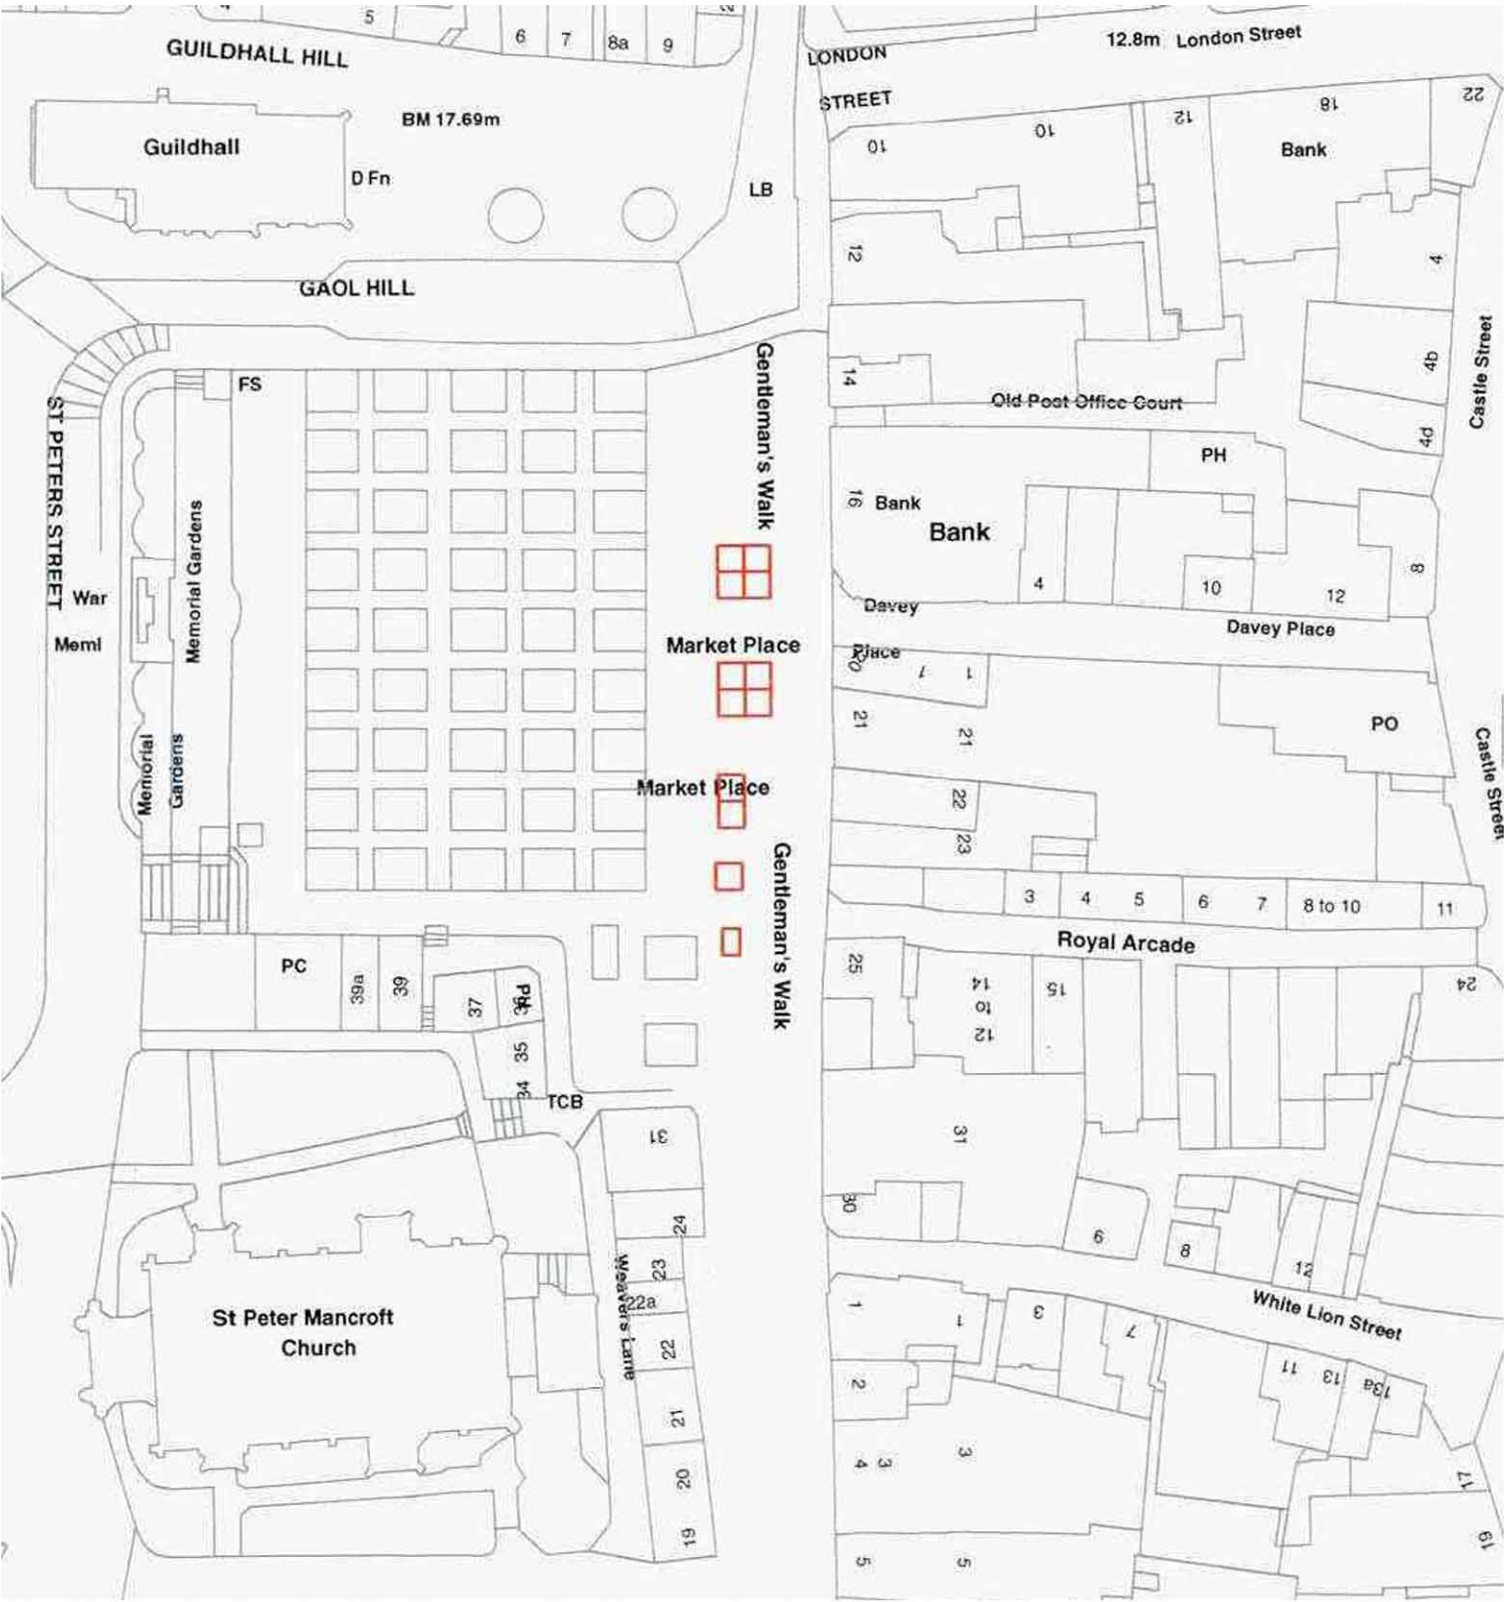 5
6
7
8a
9
GUILDHALL HILL
LONDON
12.8m London Street
STREET
BM 17.69m
Guildhall
D Fn
LB
10
10
12
18
22
Bank
12
4
GAOL HILL
FS
14
Old Post Office Court
4b
4d
Castle Street
Gentleman's Walk
ST PETERS STREET
Memorial Gardens
War
Meml
16
Bank
Bank
PH
4
10
12
8
Davey
Place
Davey Place
Market Place
20
1
1
21
21
PO
Castle Street
Memorial
Gardens
Market Place
22
23
Gentleman's Walk
3
4
5
6
7
8 to 10
11
Royal Arcade
PC
39a
39
37
36
PH
35
34
TCB
25
14
to
12
15
24
31
31
30
6
8
12
24
23
22a
22
21
20
19
Weavers Lane
St Peter Mancroft
Church
White Lion Street
1
1
3
7
11
13
13a
2
4
3
3
17
19
5
5